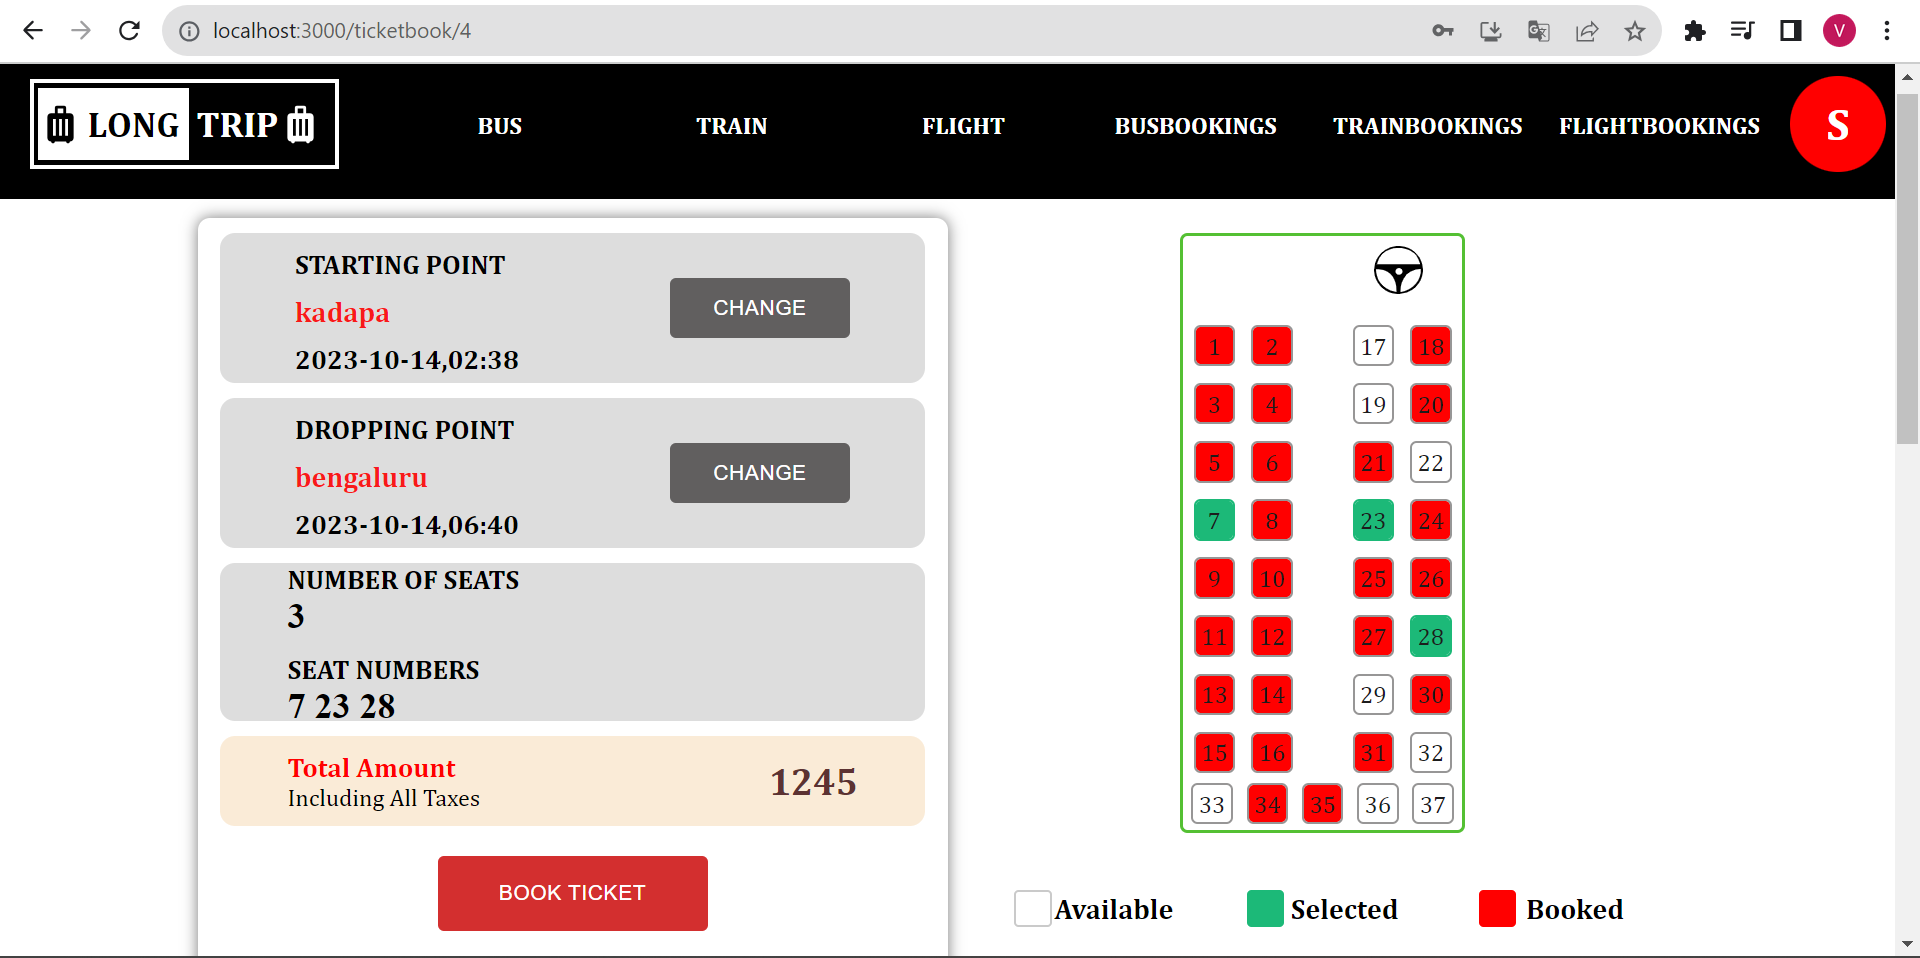 localhost:3000/ticketbook/4
V
LONG TRIP
BUS
TRAIN
FLIGHT
BUSBOOKINGS
TRAINBOOKINGS
FLIGHTBOOKINGS
S
STARTING POINT
kadapa
2023-10-14,02:38
CHANGE
DROPPING POINT
bengaluru
2023-10-14,06:40
CHANGE
NUMBER OF SEATS
3
SEAT NUMBERS
7 23 28
Total Amount
Including All Taxes
1245
BOOK TICKET
1 2 17 18
3 4 19 20
5 6 21 22
7 8 23 24
9 10 25 26
11 12 27 28
13 14 29 30
15 16 31 32
33 34 35 36 37
Available
Selected
Booked